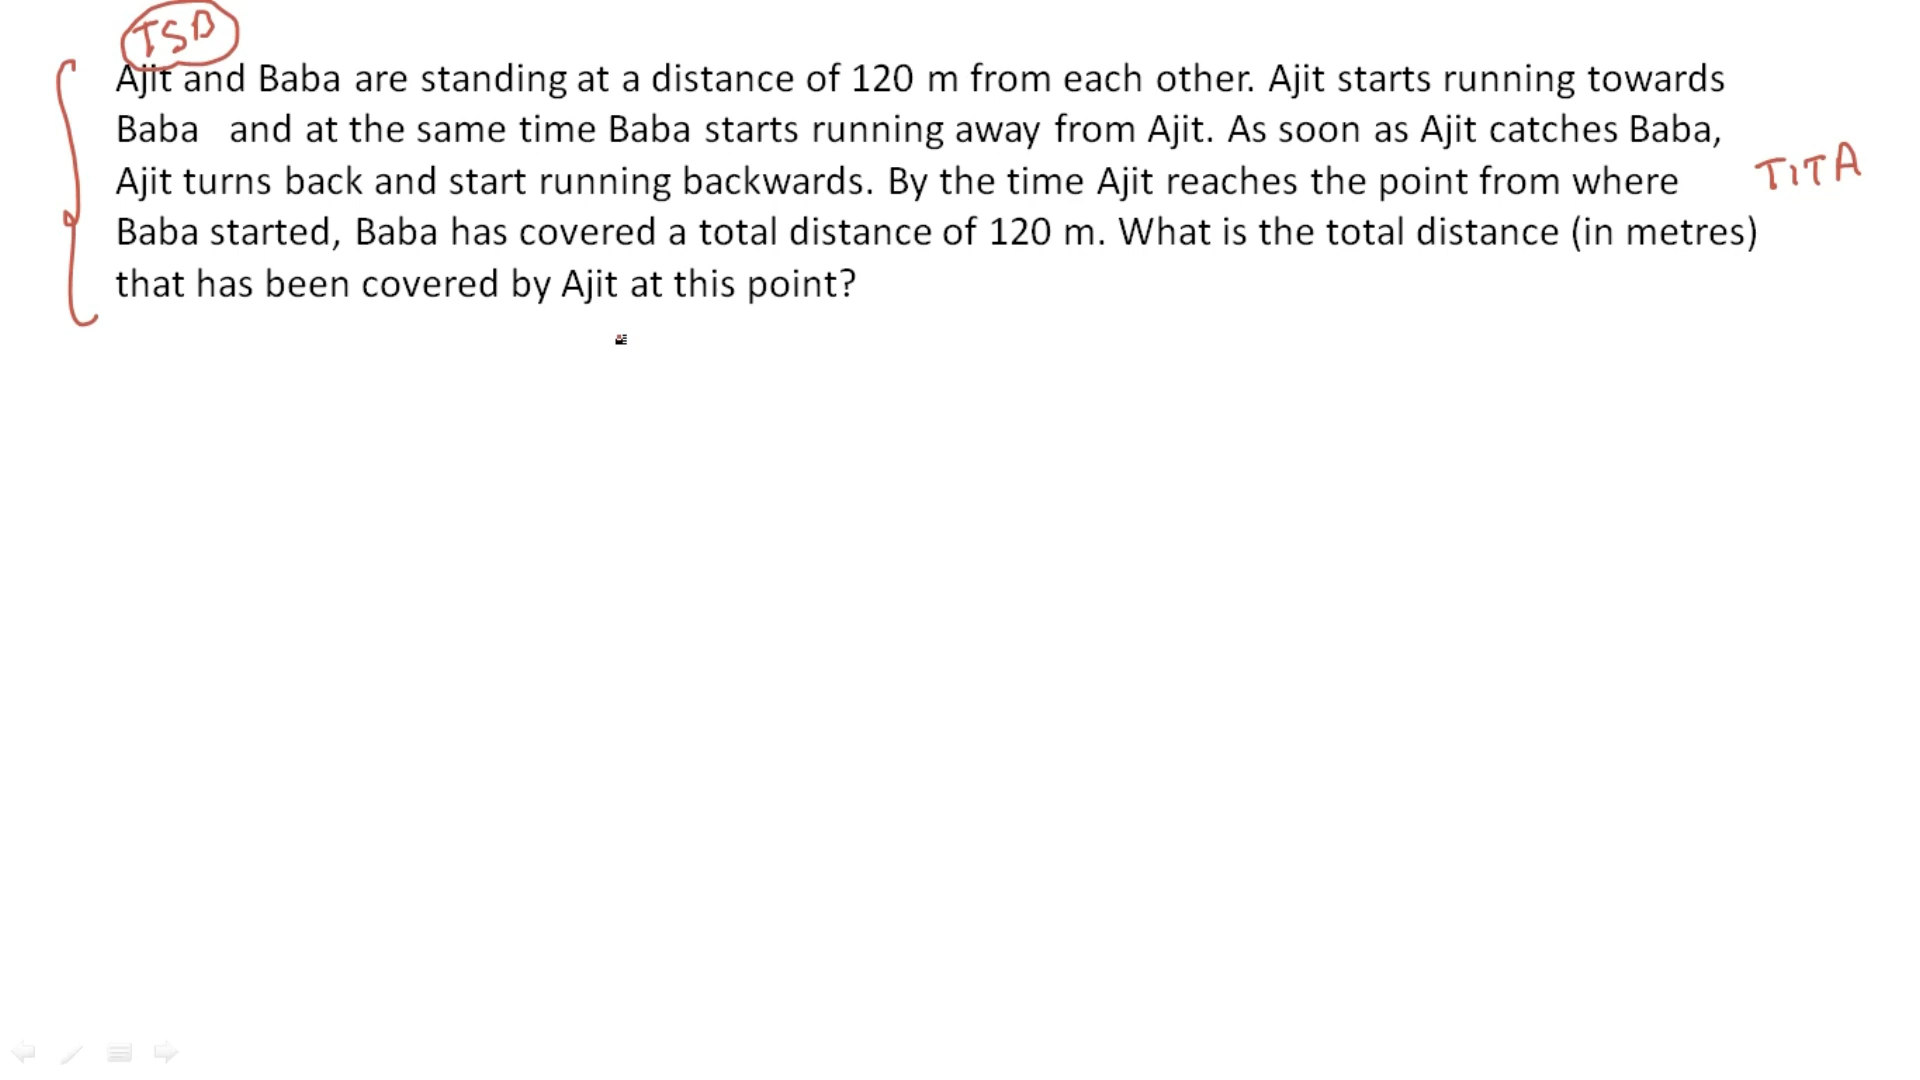 TSD
Ajit and Baba are standing at a distance of 120 m from each other. Ajit starts running towards
Baba and at the same time Baba starts running away from Ajit. As soon as Ajit catches Baba,
Ajit turns back and start running backwards. By the time Ajit reaches the point from where
TITA
Baba started, Baba has covered a total distance of 120 m. What is the total distance (in metres)
that has been covered by Ajit at this point?